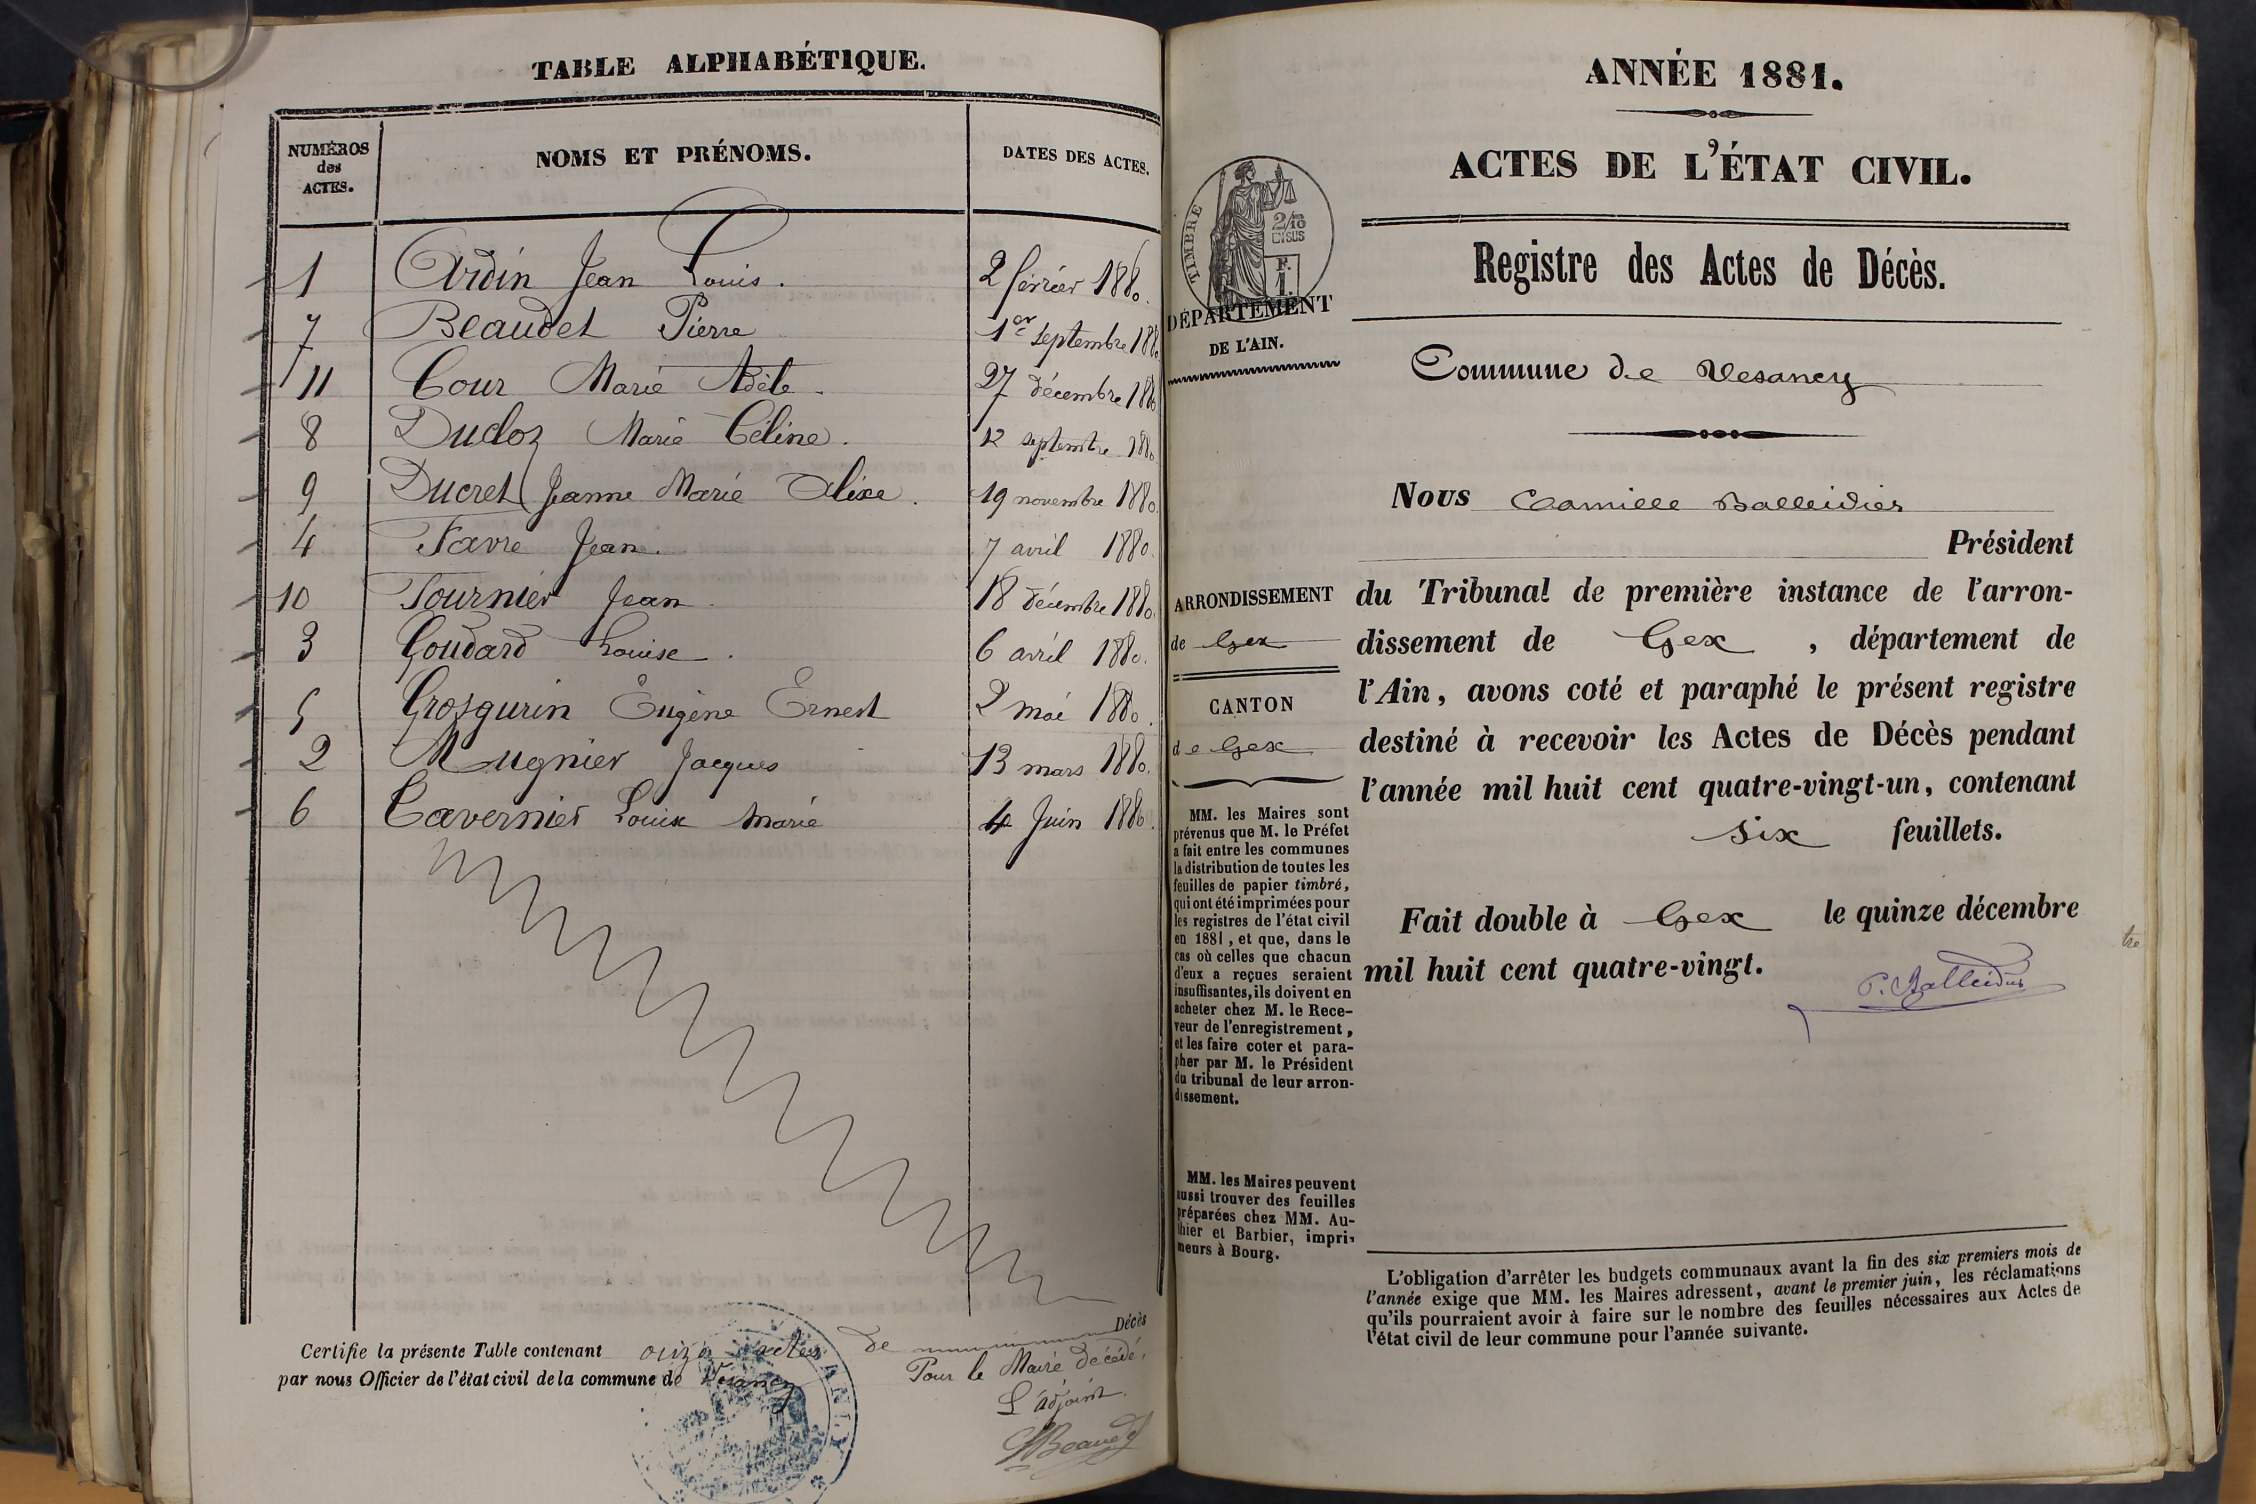 TABLE ALPHABÉTIQUE.
NUMÉROS des ACTES. NOMS ET PRÉNOMS. DATES DES ACTES.
1 Ardin Jean Louis. 2 février 1880.
7 Beaudet Pierre 1er septembre 1880
11 Cour Marie Adèle. 27 décembre 1880
8 Ducloz Marie Céline. 12 septembre 1880
9 Ducret Jeanne Marie Alixe. 19 novembre 1880.
4 Favre Jean. 7 avril 1880.
10 Fournier Jean. 18 décembre 1880.
3 Goudard Louise. 6 avril 1880.
5 Grosgurin Eugène Ernest 2 mai 1880.
2 Mugnier Jacques 13 mars 1880.
6 Tavernier Louise Marie 4 Juin 1880.
Certifie la présente Table contenant onze actes de Décès
par nous Officier de l'état civil de la commune de Vesancy
Pour le Maire décédé,
L'adjoint.
Beaudet
ANNÉE 1881.
ACTES DE L'ÉTAT CIVIL.
Registre des Actes de Décès.
TIMBRE
2/10
EN SUS
F.
1.
DÉPARTEMENT
DE L'AIN.
Commune de Vesancy
Nous Camille Balleidier
Président
du Tribunal de première instance de l'arron-
dissement de Gex, département de
l'Ain, avons coté et paraphé le présent registre
destiné à recevoir les Actes de Décès pendant
l'année mil huit cent quatre-vingt-un, contenant
six feuillets.
Fait double à Gex le quinze décembre
mil huit cent quatre-vingt.
C. Balleidier
ARRONDISSEMENT
de Gex
CANTON
de Gex
MM. les Maires sont
prévenus que M. le Préfet
a fait entre les communes
la distribution de toutes les
feuilles de papier timbré,
qui ont été imprimées pour
les registres de l'état civil
en 1881, et que, dans le
cas où celles que chacun
d'eux a reçues seraient
insuffisantes, ils doivent en
acheter chez M. le Rece-
veur de l'enregistrement,
et les faire coter et para-
pher par M. le Président
du tribunal de leur arron-
dissement.
MM. les Maires peuvent
aussi trouver des feuilles
préparées chez MM. Au-
thier et Barbier, impri-
meurs à Bourg.
L'obligation d'arrêter les budgets communaux avant la fin des six premiers mois de
l'année exige que MM. les Maires adressent, avant le premier juin, les réclamations
qu'ils pourraient avoir à faire sur le nombre des feuilles nécessaires aux Actes de
l'état civil de leur commune pour l'année suivante.